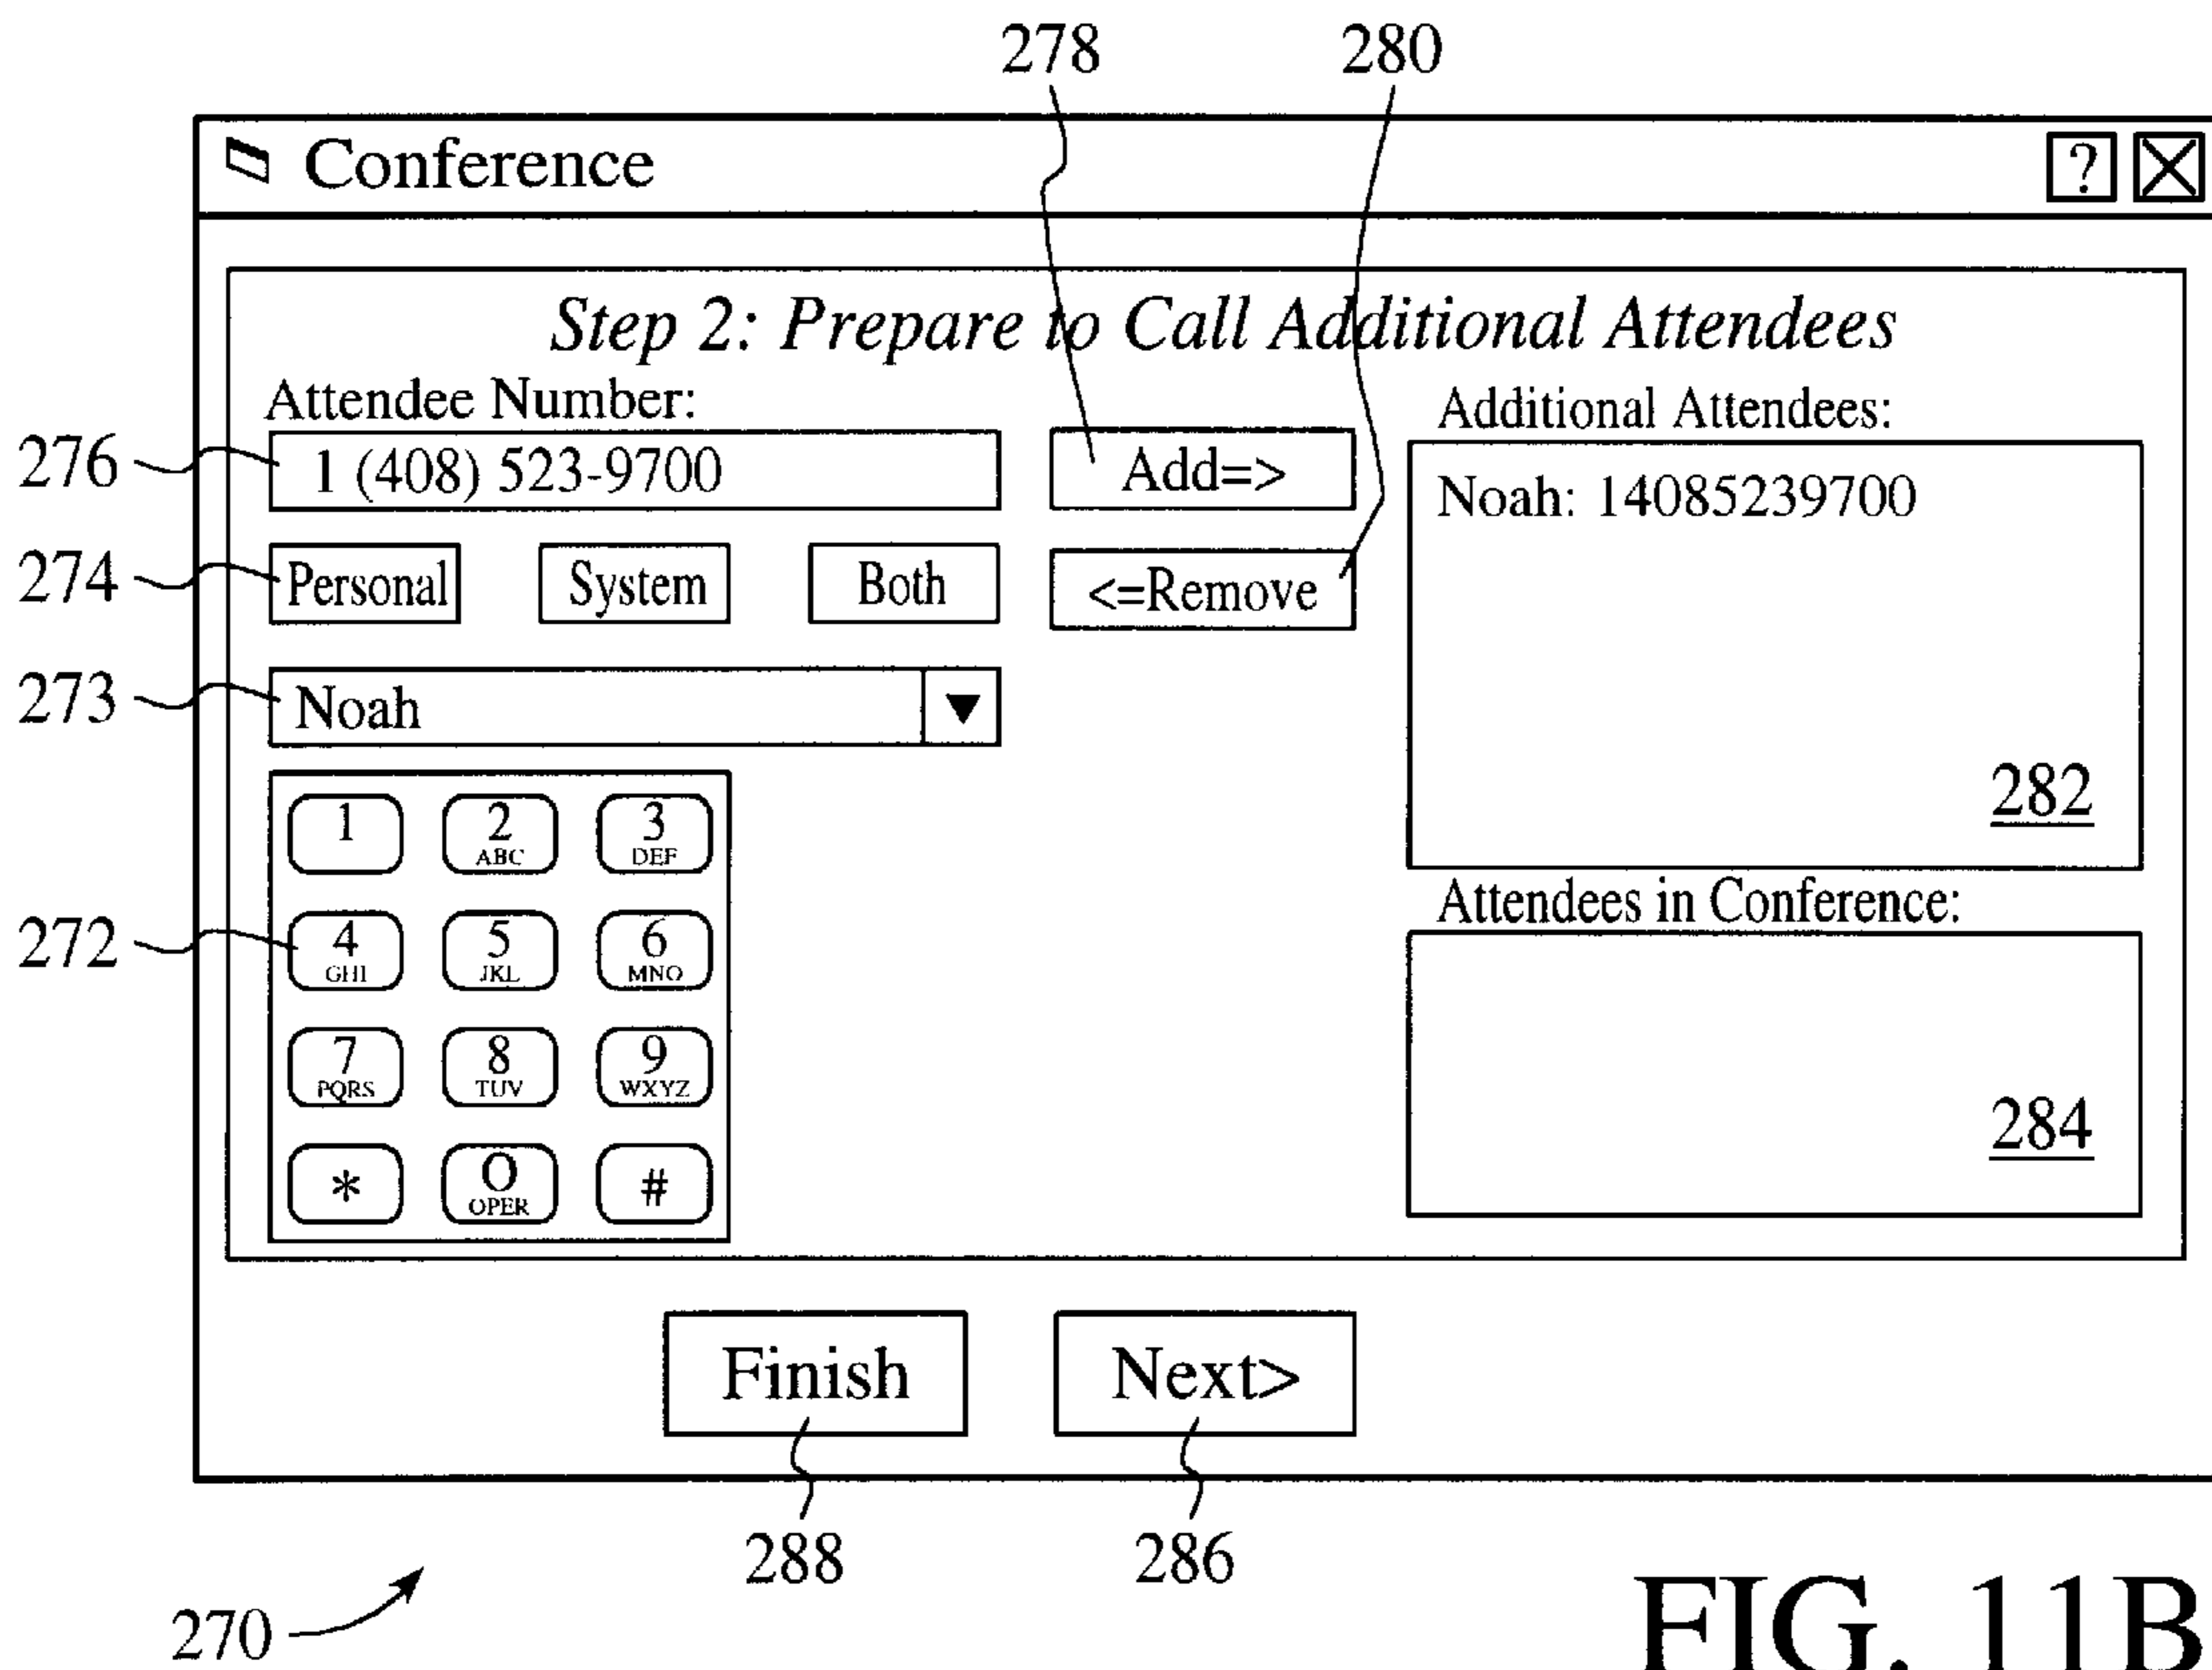 278 280
Conference ?
Step 2: Prepare to Call Additional Attendees
Attendee Number:
276 1 (408) 523-9700
Add=>
274 Personal System Both
<=Remove
273 Noah
Additional Attendees:
Noah: 14085239700
282
1 2 ABC 3 DEF
272 4 GHI 5 JKL 6 MNO
7 PQRS 8 TUV 9 WXYZ
* O OPER #
Attendees in Conference:
284
Finish Next>
288 286
270
FIG. 11B